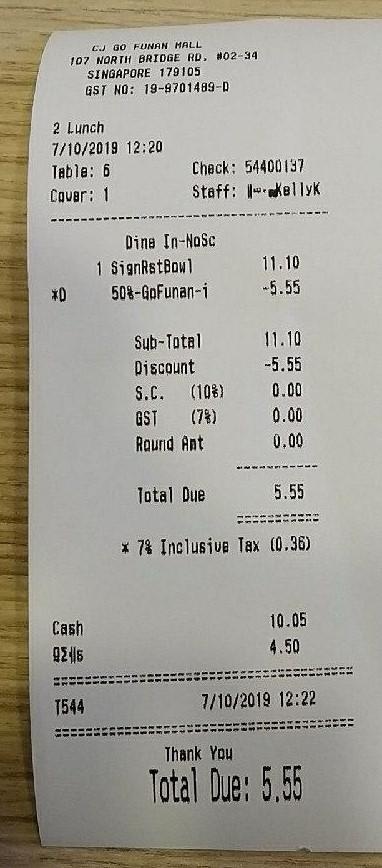 CJ GO FUNAN MALL
107 NORTH BRIDGE RD. #02-34
SINGAPORE 179105
GST NO: 19-9701489-D
2 Lunch
7/10/2019 12:20
Table: 6 Check: 54400137
Cover: 1 Staff: KellyK
Dine In-NoSc
1 SignRstBowl 11.10
*D 50%-GoFunan-i -5.55
Sub-Total 11.10
Discount -5.55
S.C. (10%) 0.00
GST (7%) 0.00
Round Amt 0.00
Total Due 5.55
* 7% Inclusive Tax (0.36)
Cash 10.05
4.50
T544 7/10/2019 12:22
Thank You
Total Due: 5.55